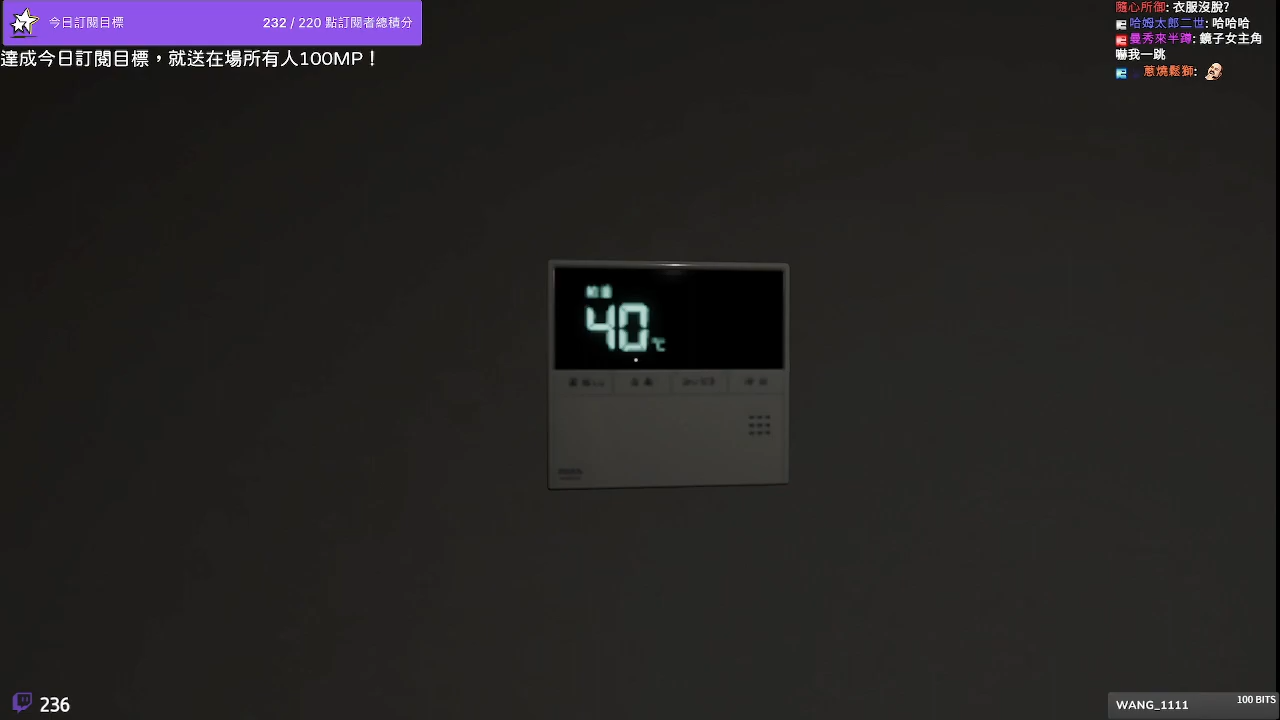 今日訂閱目標
232 / 220 點訂閱者總積分
達成今日訂閱目標，就送在場所有人100MP！
隨心所御: 衣服沒脫?
哈姆太郎二世: 哈哈哈
曼秀來半蹲: 鏡子女主角
嚇我一跳
蔥燒鬆獅:
40℃
236
WANG_1111
100 BITS